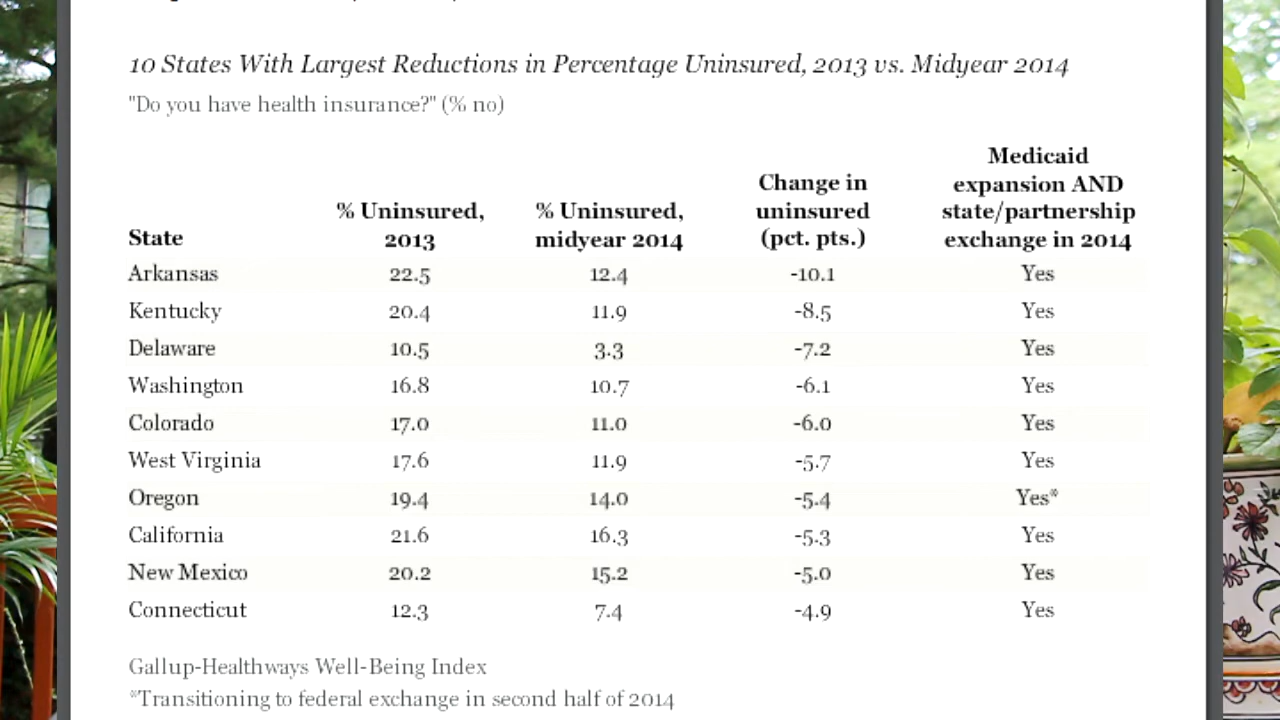 10 States With Largest Reductions in Percentage Uninsured, 2013 vs. Midyear 2014
"Do you have health insurance?" (% no)
State % Uninsured, 2013 % Uninsured, midyear 2014 Change in uninsured (pct. pts.) Medicaid expansion AND state/partnership exchange in 2014
Arkansas 22.5 12.4 -10.1 Yes
Kentucky 20.4 11.9 -8.5 Yes
Delaware 10.5 3.3 -7.2 Yes
Washington 16.8 10.7 -6.1 Yes
Colorado 17.0 11.0 -6.0 Yes
West Virginia 17.6 11.9 -5.7 Yes
Oregon 19.4 14.0 -5.4 Yes*
California 21.6 16.3 -5.3 Yes
New Mexico 20.2 15.2 -5.0 Yes
Connecticut 12.3 7.4 -4.9 Yes
Gallup-Healthways Well-Being Index
*Transitioning to federal exchange in second half of 2014